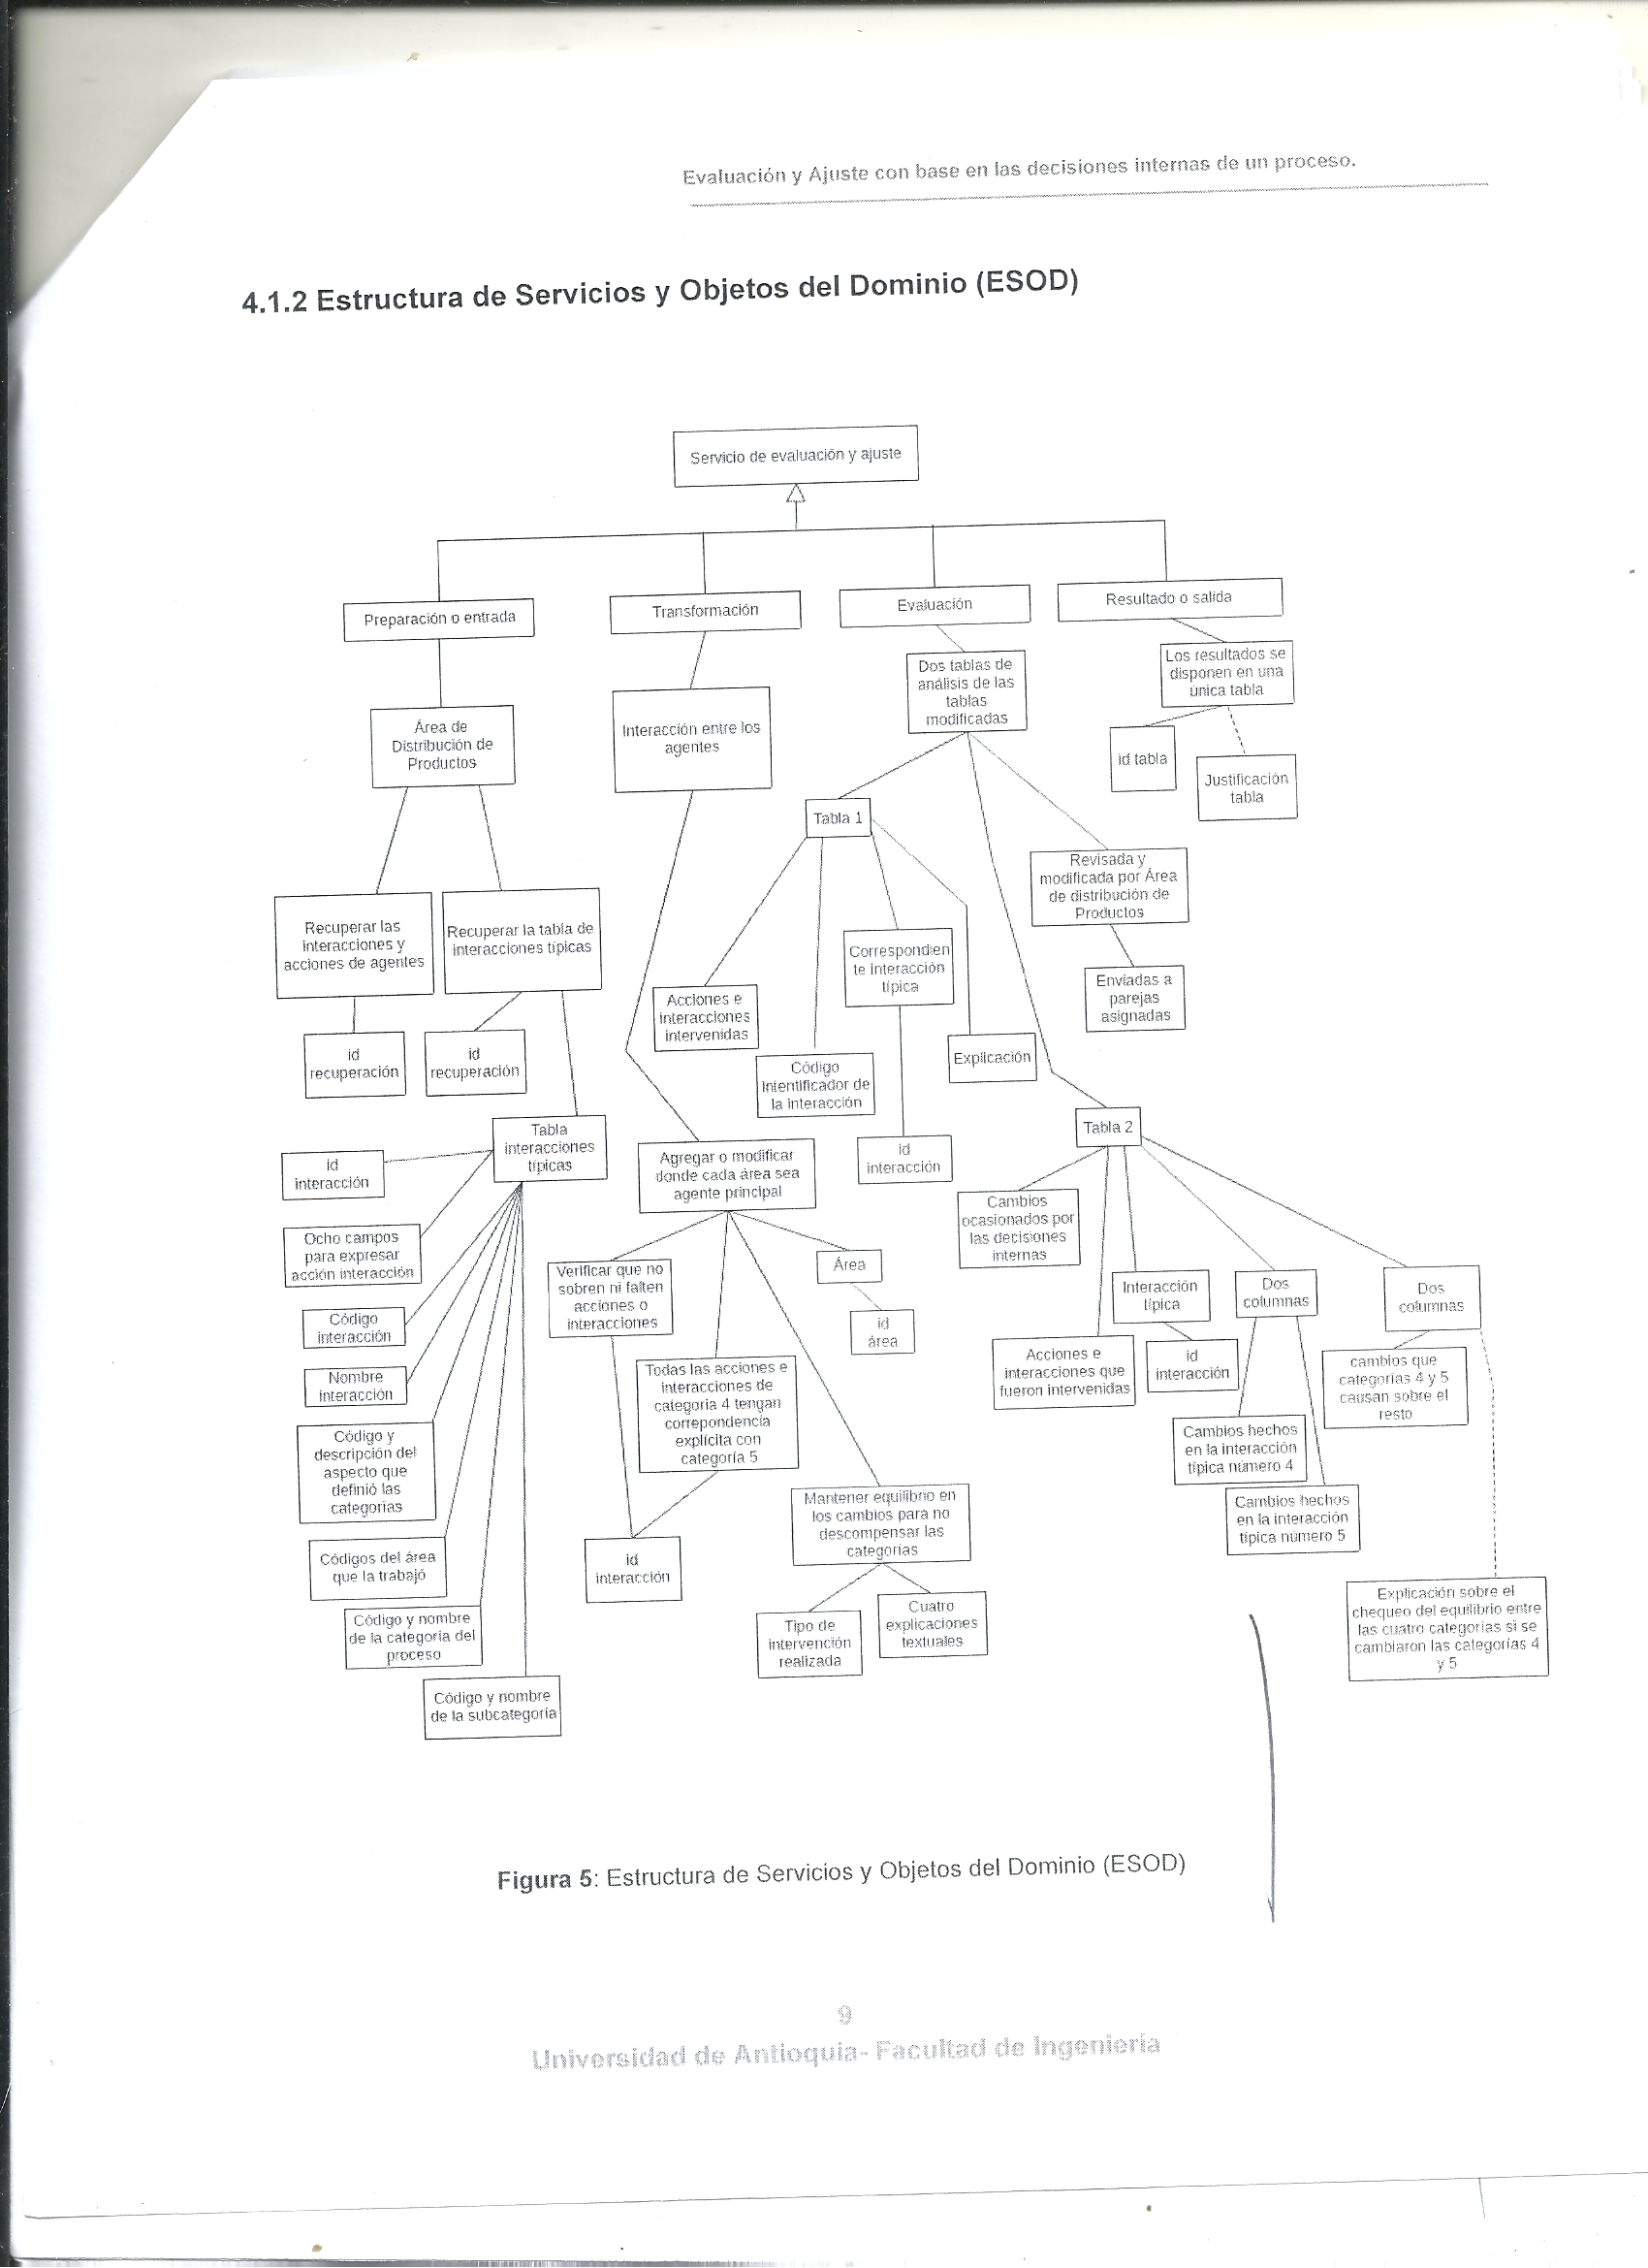 Evaluación y Ajuste con base en las decisiones internas de un proceso.
4.1.2 Estructura de Servicios y Objetos del Dominio (ESOD)
Servicio de evaluación y ajuste
Preparación o entrada
Transformación
Evaluación
Resultado o salida
Área de
Distribución de
Productos
Interacción entre los
agentes
Dos tablas de
análisis de las
tablas
modificadas
Los resultados se
disponen en una
única tabla
id tabla
Justificación
tabla
Tabla 1
Revisada y
modificada por Área
de distribución de
Productos
Recuperar las
interacciones y
acciones de agentes
Recuperar la tabla de
interacciones típicas
Correspondien
te interacción
típica
Enviadas a
parejas
asignadas
Acciones e
interacciones
intervenidas
id
recuperación
id
recuperación
Código
Intentificador de
la interacción
Explicación
Tabla
interacciones
típicas
Tabla 2
id
interacción
Agregar o modificar
donde cada área sea
agente principal
id
interacción
Ocho campos
para expresar
acción interacción
Cambios
ocasionados por
las decisiones
internas
Verificar que no
sobren ni falten
acciones o
interacciones
Área
Interacción
típica
Dos
columnas
Dos
columnas
Código
interacción
id
área
Nombre
interacción
Todas las acciones e
interacciones de
categoria 4 tengan
correpondencia
explícita con
categoría 5
Acciones e
interacciones que
fueron intervenidas
id
interacción
cambios que
categorias 4 y 5
causan sobre el
resto
Código y
descripción del
aspecto que
definió las
categorias
Cambios hechos
en la interacción
típica número 4
Mantener equilibrio en
los cambios para no
descompensar las
categorías
Cambios hechos
en la interacción
típica número 5
Códigos del área
que la trabajó
id
interacción
Código y nombre
de la categoria del
proceso
Tipo de
intervención
realizada
Cuatro
explicaciones
textuales
Explicación sobre el
chequeo del equilibrio entre
las cuatro categorias si se
cambiaron las categorías 4
y 5
Código y nombre
de la subcategoria
Figura 5: Estructura de Servicios y Objetos del Dominio (ESOD)
9
Universidad de Antioquia- Facultad de Ingeniería